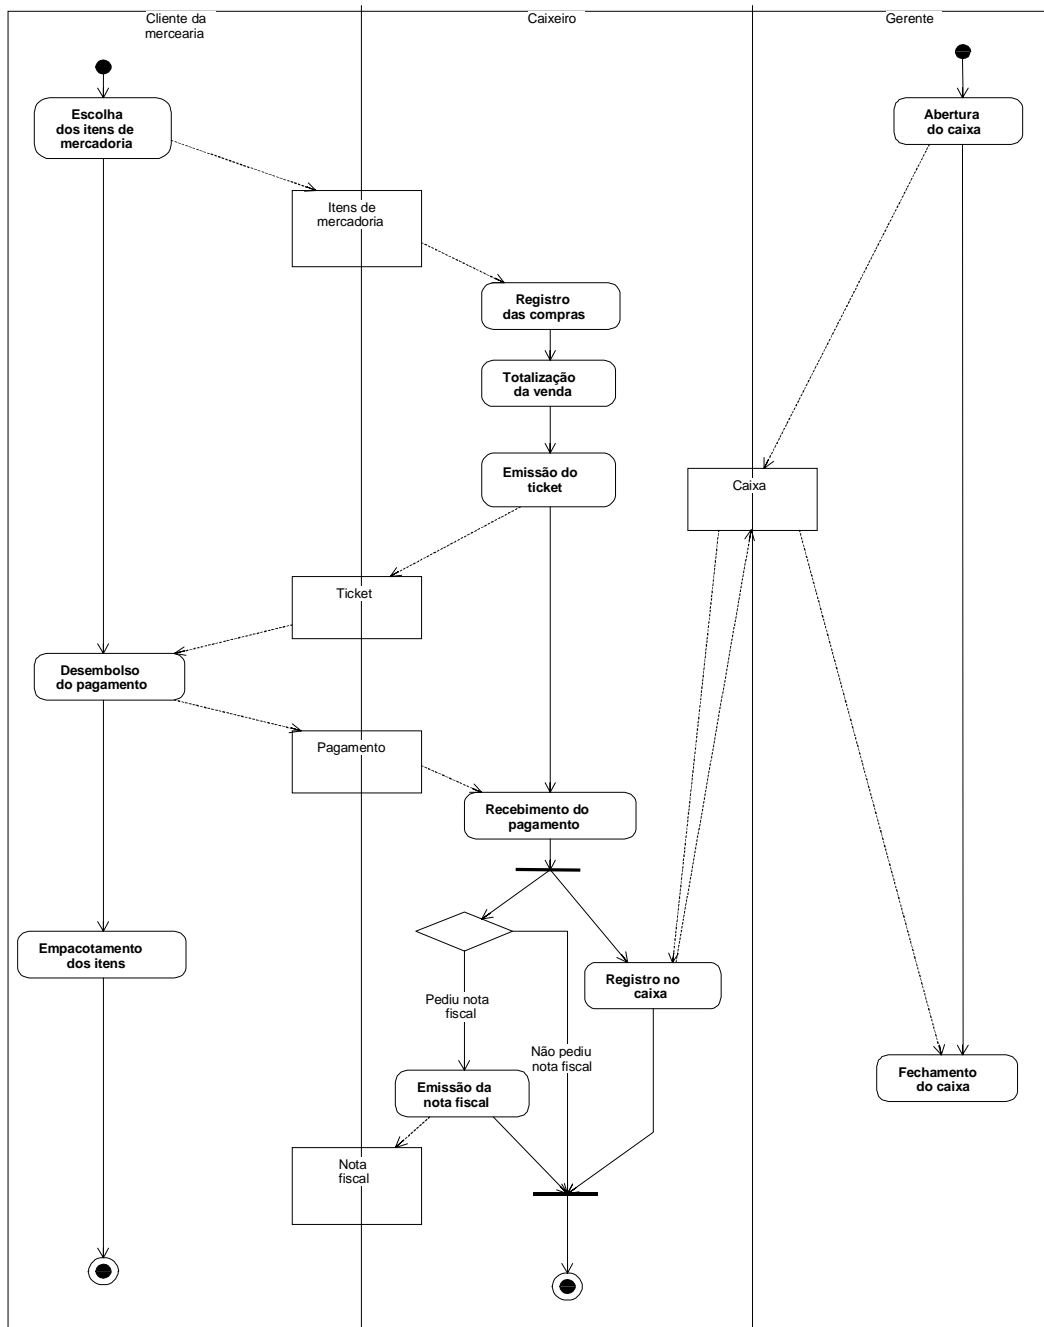 Cliente da
mercearia
Caixeiro
Gerente
Escolha
dos itens de
mercadoria
Abertura
do caixa
Itens de
mercadoria
Registro
das compras
Totalização
da venda
Emissão do
ticket
Caixa
Ticket
Desembolso
do pagamento
Pagamento
Recebimento do
pagamento
Empacotamento
dos itens
Registro no
caixa
Pediu nota
fiscal
Não pediu
nota fiscal
Fechamento
do caixa
Emissão da
nota fiscal
Nota
fiscal